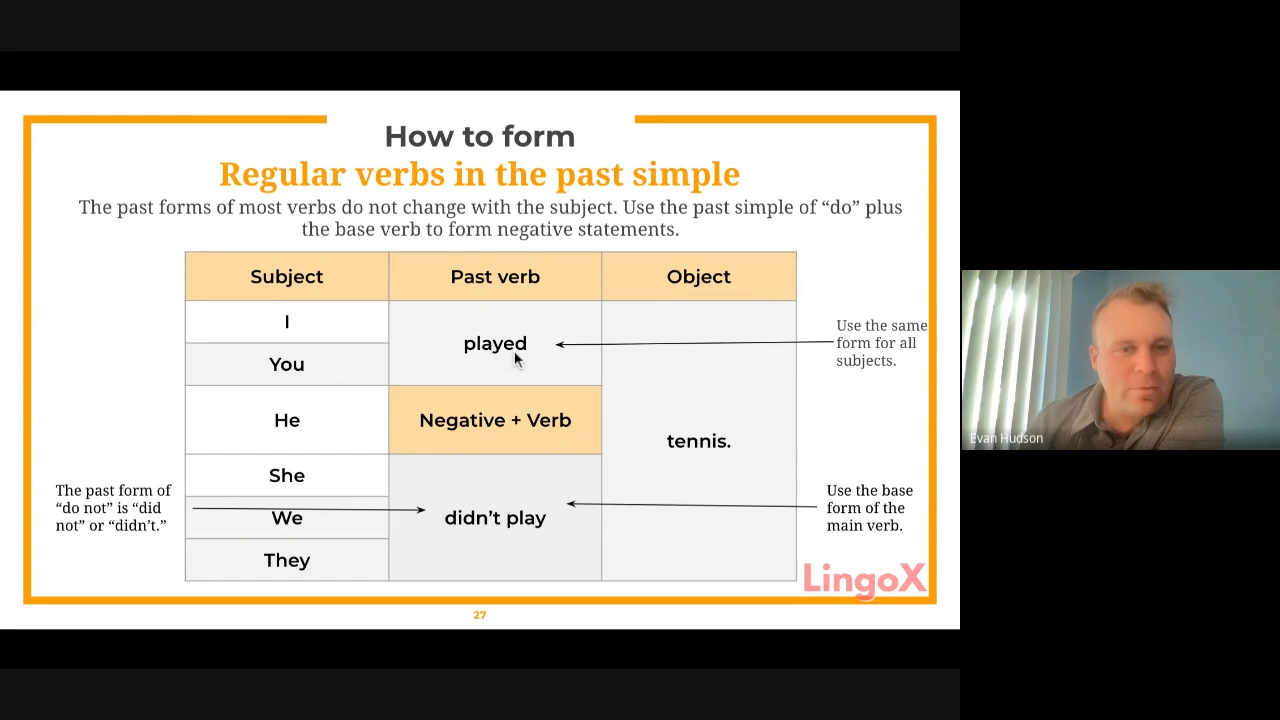 How to form
Regular verbs in the past simple
The past forms of most verbs do not change with the subject. Use the past simple of “do” plus
the base verb to form negative statements.
Subject Past verb Object
I
played
You
He
Negative + Verb
tennis.
She
We
didn’t play
They
Use the same
form for all
subjects.
The past form of
“do not” is “did
not” or “didn’t.”
Use the base
form of the
main verb.
LingoX
27
Evan Hudson